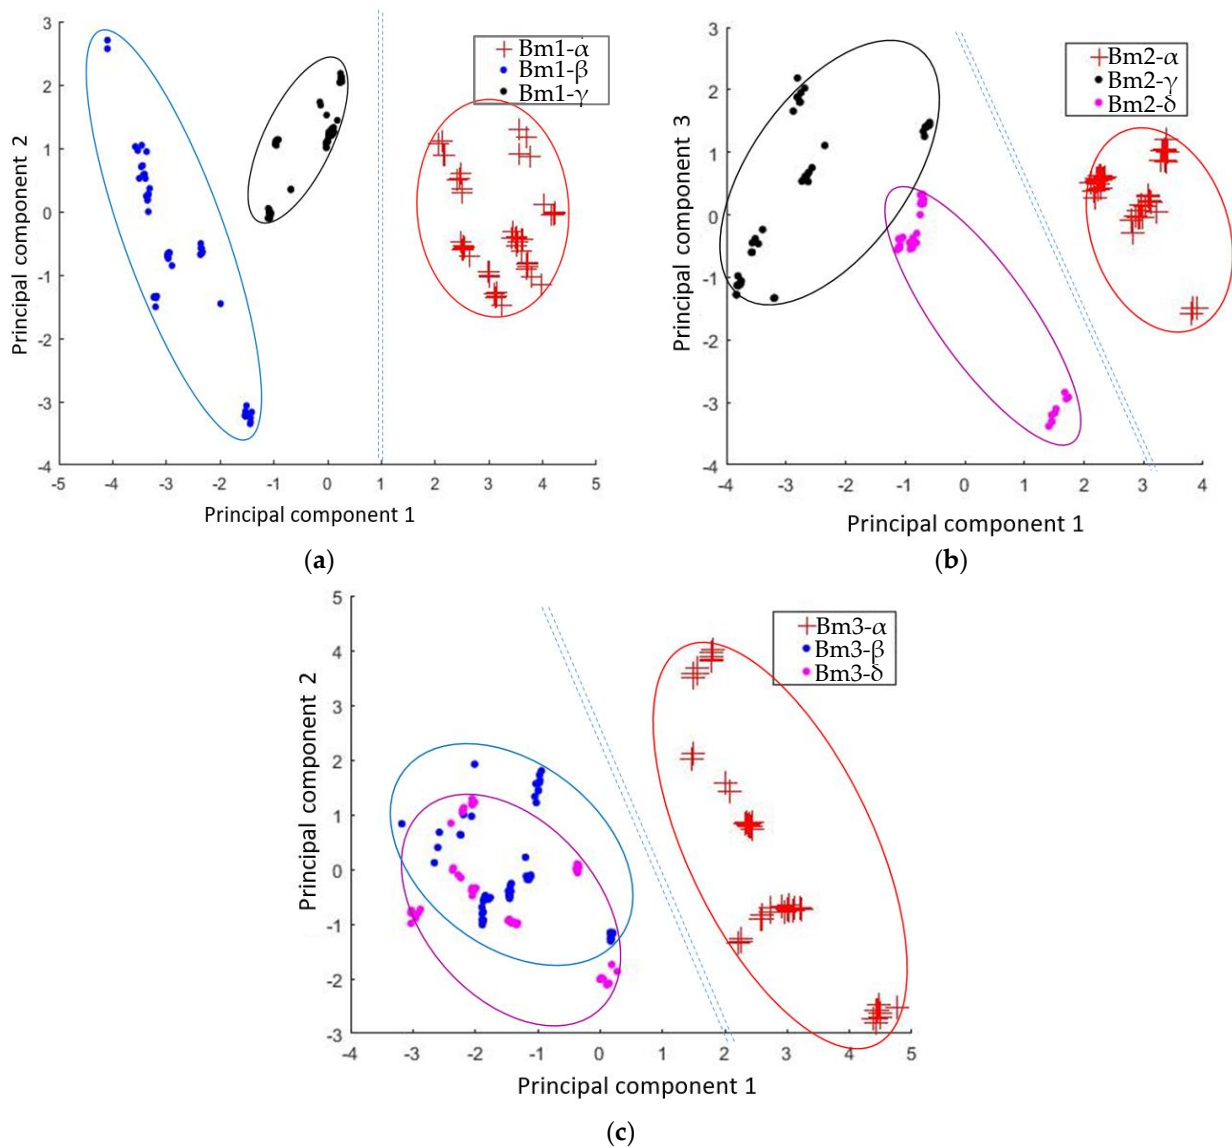 3
2
1
0
-1
-2
-3
-4
Principal component 2
-5 -4 -3 -2 -1 0 1 2 3 4 5
Principal component 1
Bm1-α
Bm1-β
Bm1-γ
(a)
3
2
1
0
-1
-2
-3
-4
Principal component 3
-4 -3 -2 -1 0 1 2 3 4
Principal component 1
Bm2-α
Bm2-γ
Bm2-δ
(b)
5
4
3
2
1
0
-1
-2
-3
Principal component 2
-4 -3 -2 -1 0 1 2 3 4 5
Principal component 1
Bm3-α
Bm3-β
Bm3-δ
(c)